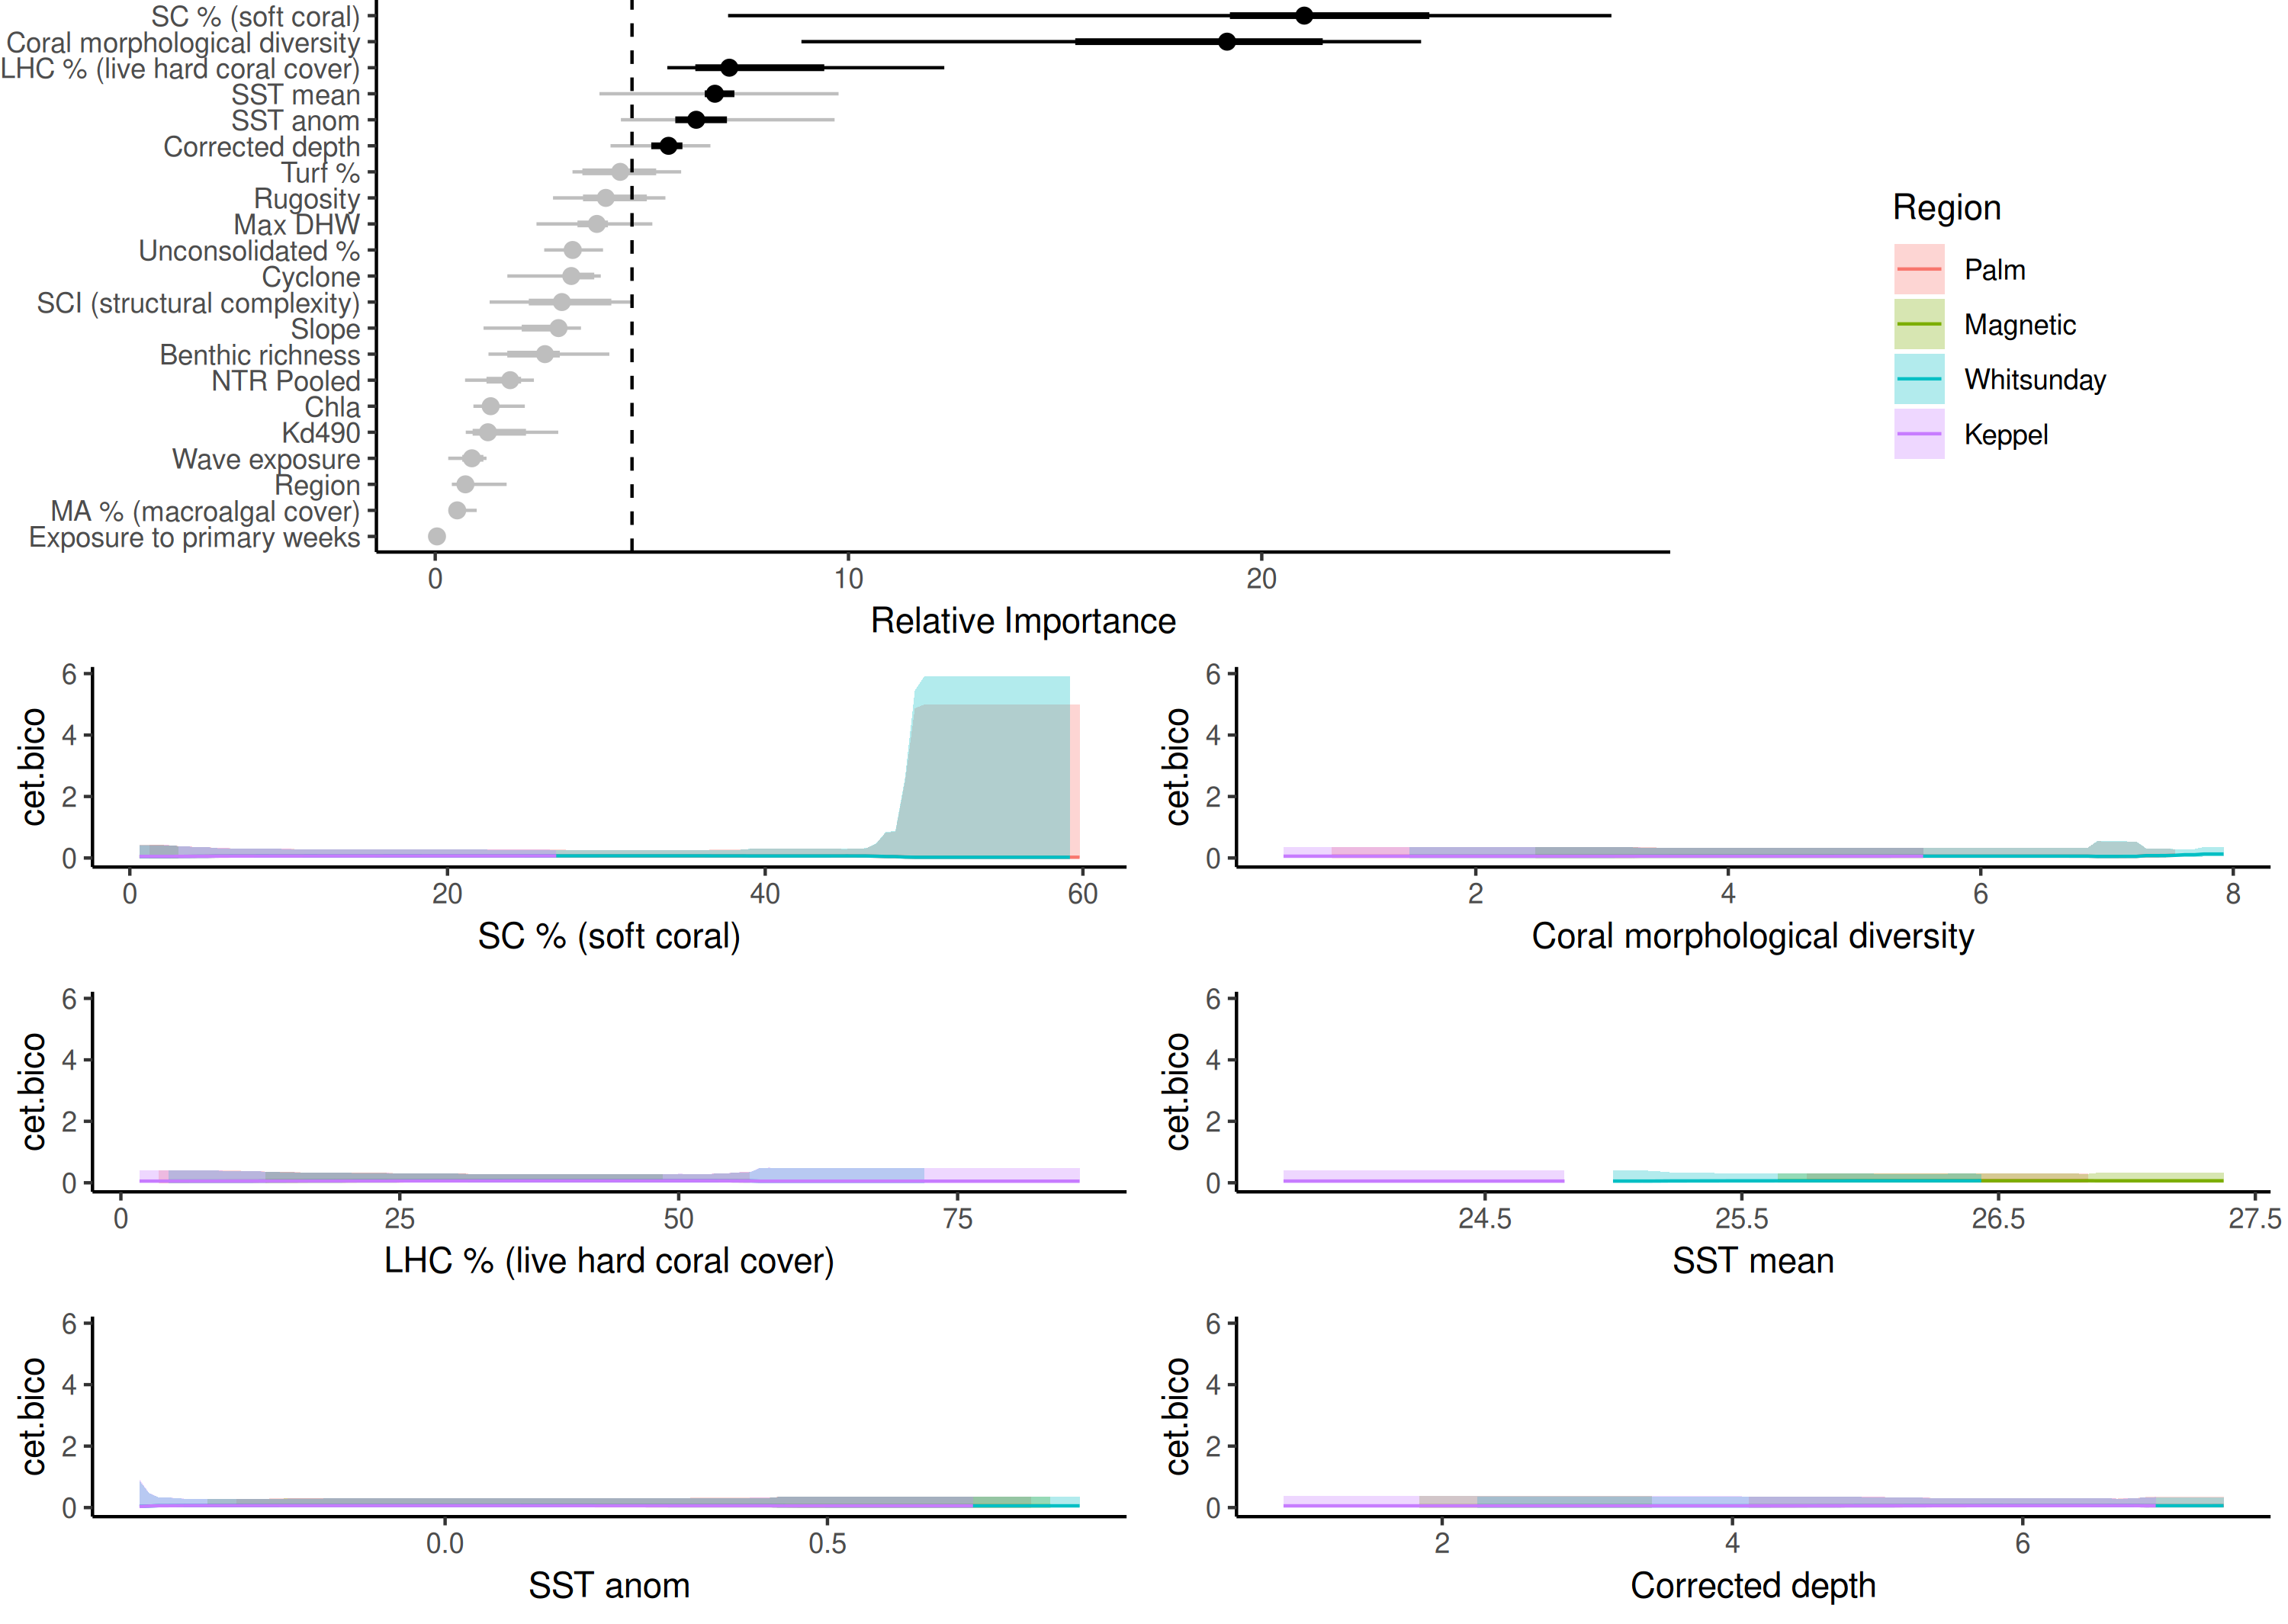 SC % (soft coral)
Coral morphological diversity
LHC % (live hard coral cover)
SST mean
SST anom
Corrected depth
Turf %
Rugosity
Max DHW
Unconsolidated %
Cyclone
SCI (structural complexity)
Slope
Benthic richness
NTR Pooled
Chla
Kd490
Wave exposure
Region
MA % (macroalgal cover)
Exposure to primary weeks
0 10 20
Relative Importance
Region
Palm
Magnetic
Whitsunday
Keppel
cet.bico
6
4
2
0
0 20 40 60
SC % (soft coral)
cet.bico
6
4
2
0
2 4 6 8
Coral morphological diversity
cet.bico
6
4
2
0
0 25 50 75
LHC % (live hard coral cover)
cet.bico
6
4
2
0
24.5 25.5 26.5 27.5
SST mean
cet.bico
6
4
2
0
0.0 0.5
SST anom
cet.bico
6
4
2
0
2 4 6
Corrected depth